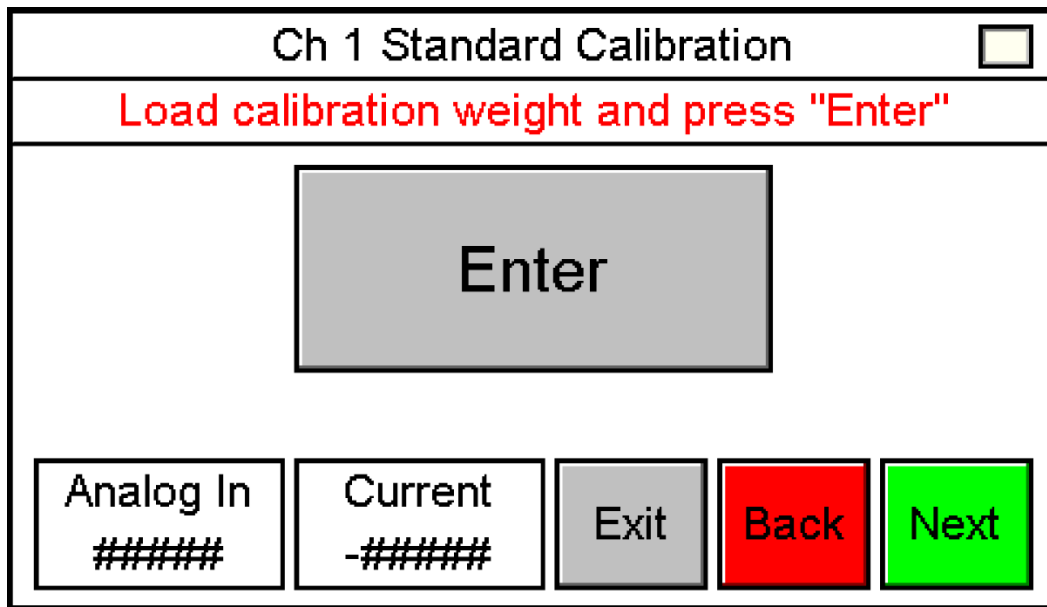 Ch 1 Standard Calibration
Load calibration weight and press "Enter"
Enter
Analog In
#####
Current
-#####
Exit
Back
Next